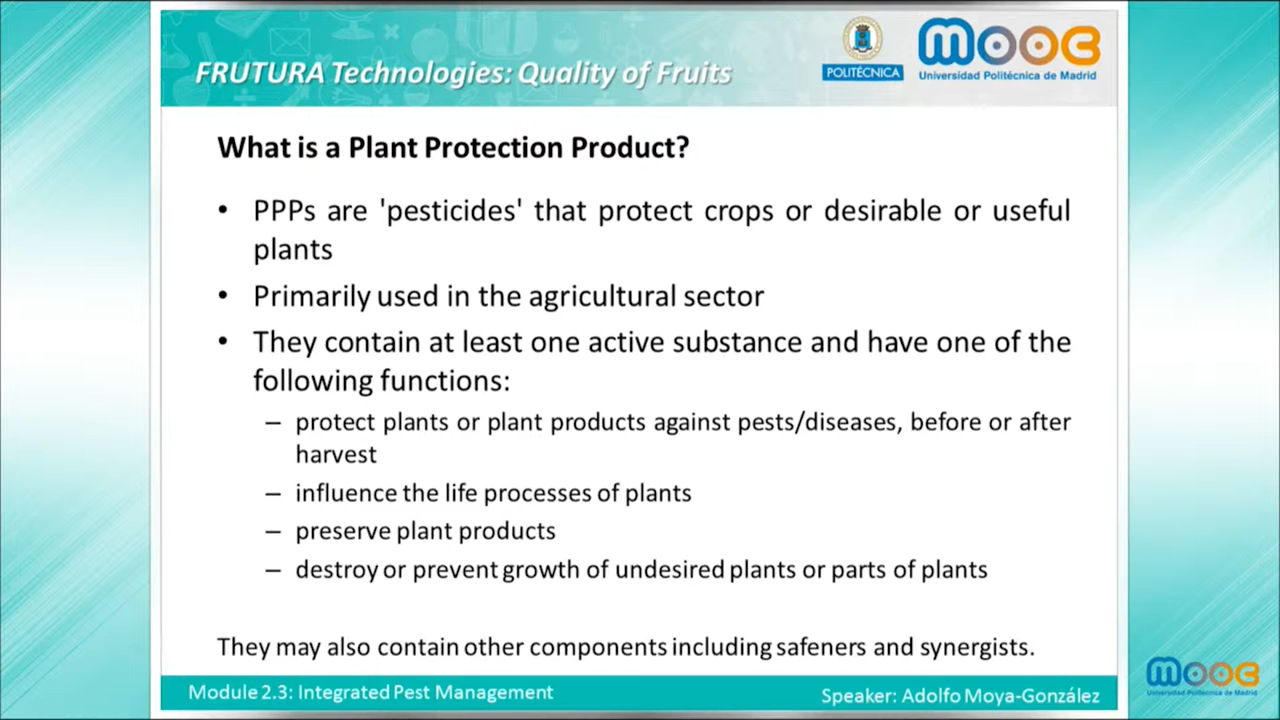 FRUTURA Technologies: Quality of Fruits
POLITÉCNICA
MOOC
Universidad Politécnica de Madrid
What is a Plant Protection Product?
• PPPs are 'pesticides' that protect crops or desirable or useful
plants
• Primarily used in the agricultural sector
• They contain at least one active substance and have one of the
following functions:
– protect plants or plant products against pests/diseases, before or after
harvest
– influence the life processes of plants
– preserve plant products
– destroy or prevent growth of undesired plants or parts of plants
They may also contain other components including safeners and synergists.
Module 2.3: Integrated Pest Management
Speaker: Adolfo Moya-González
MOOC
Universidad Politécnica de Madrid